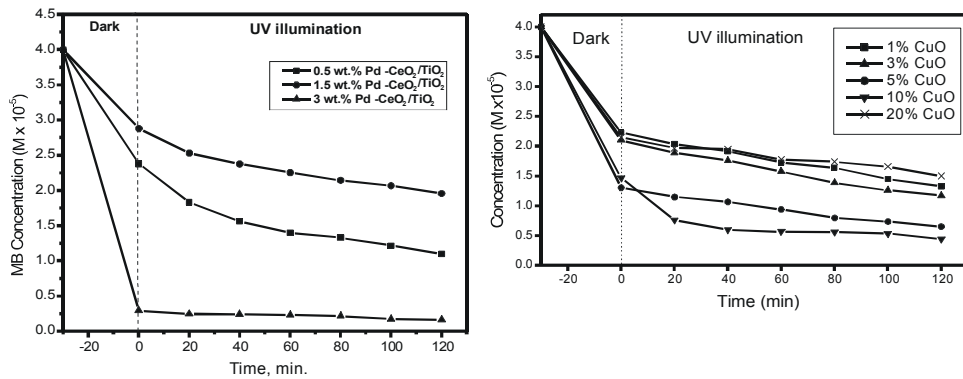 Dark
UV illumination
0.5 wt.% Pd -CeO2/TiO2
1.5 wt.% Pd -CeO2/TiO2
3 wt.% Pd -CeO2/TiO2
MB Concentration (M x 10-5)
4.5
4.0
3.5
3.0
2.5
2.0
1.5
1.0
0.5
0.0
-20
0
20
40
60
80
100
120
Time, min.
Dark
UV illumination
1% CuO
3% CuO
5% CuO
10% CuO
20% CuO
Concentration (M x10-5)
4.0
3.5
3.0
2.5
2.0
1.5
1.0
0.5
0.0
-20
0
20
40
60
80
100
120
Time (min)